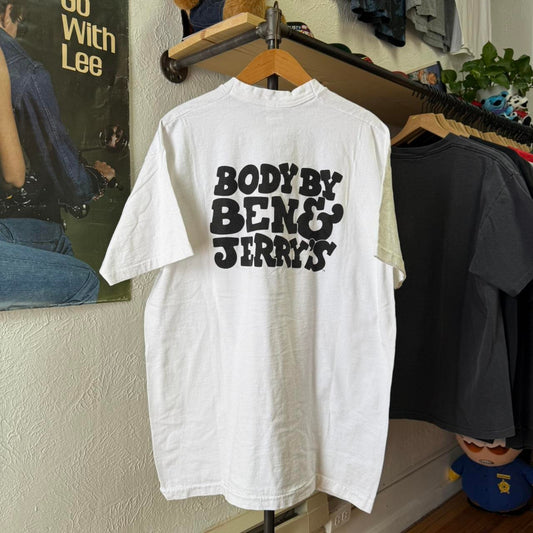 Go
With
Lee
BODY BY
BEN &
JERRY'S